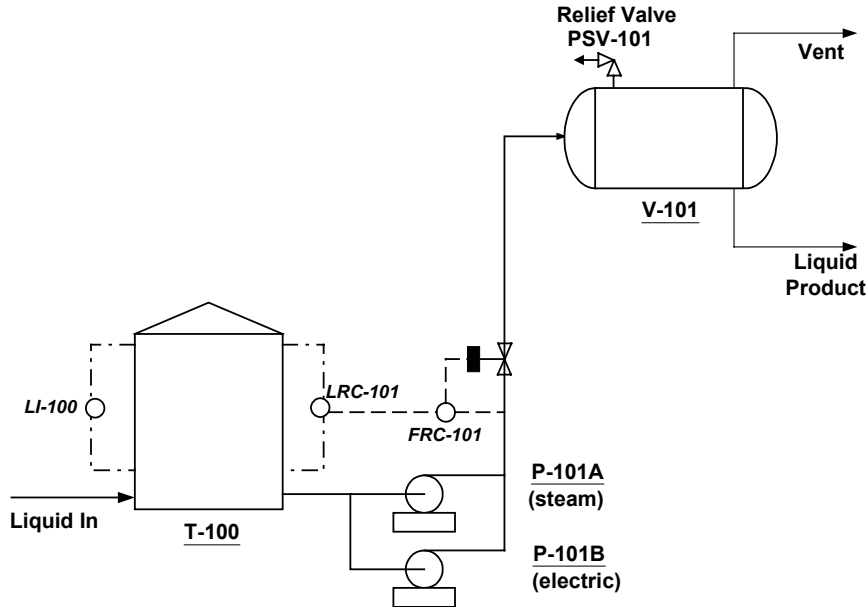 Relief Valve
PSV-101
Vent
V-101
Liquid
Product
LI-100
LRC-101
FRC-101
Liquid In
T-100
P-101A
(steam)
P-101B
(electric)